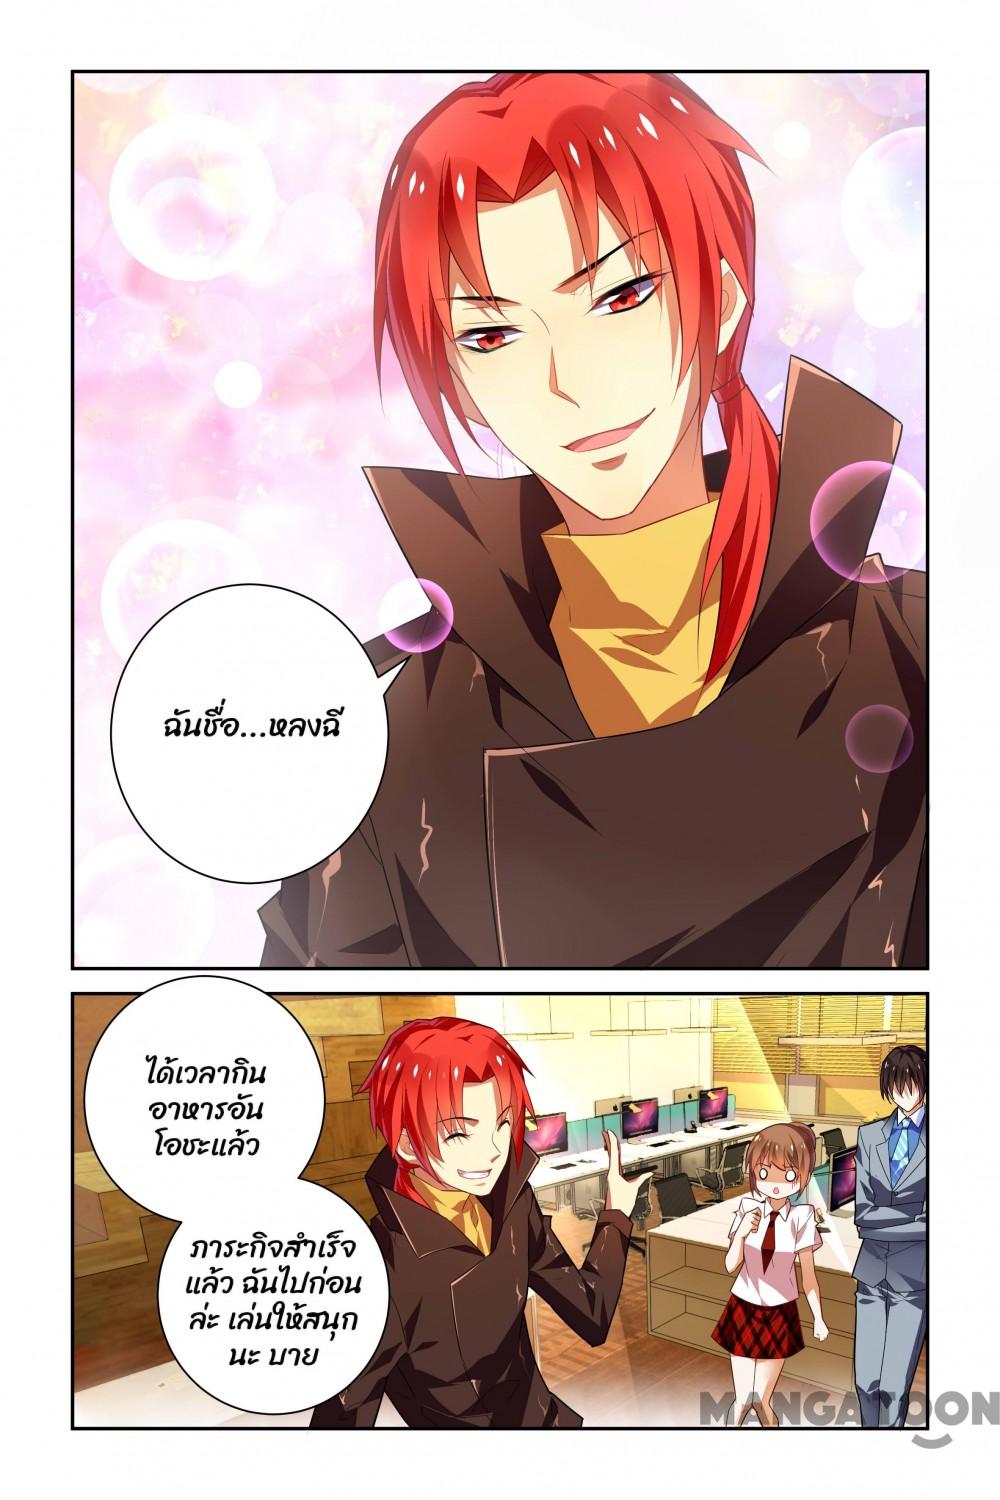 ฉันชื่อ...หลงฉี
ได้เวลากิน
อาหารอัน
โอชะแล้ว
ภาระกิจสำเร็จ
แล้ว ฉันไปก่อน
ล่ะ เล่นให้สนุก
นะ บาย
MANGATOON